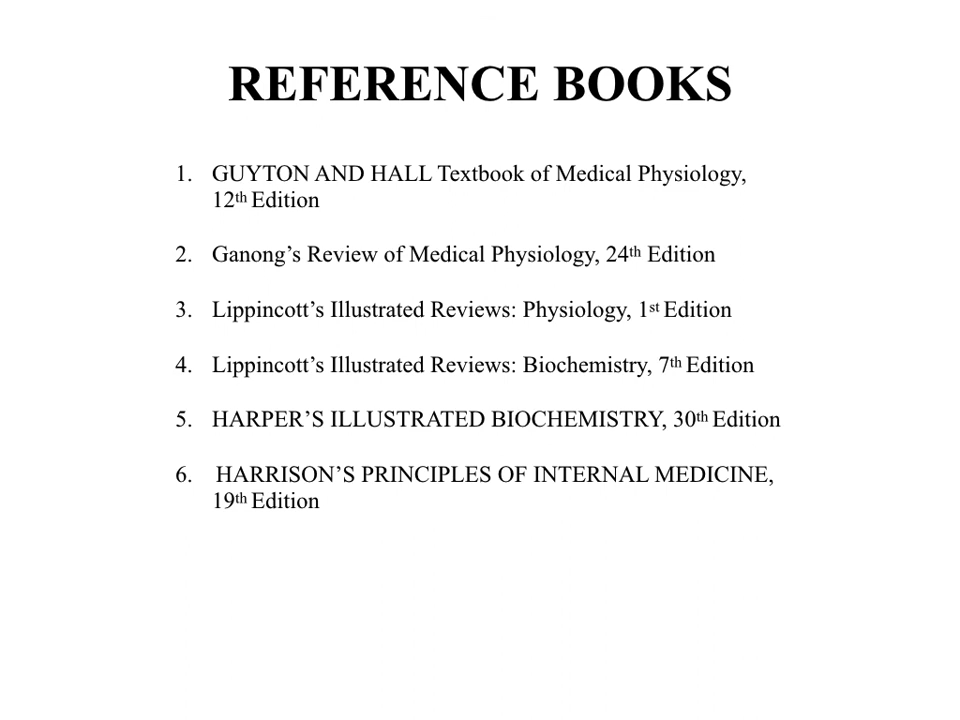 REFERENCE BOOKS
1. GUYTON AND HALL Textbook of Medical Physiology,
12th Edition
2. Ganong’s Review of Medical Physiology, 24th Edition
3. Lippincott’s Illustrated Reviews: Physiology, 1st Edition
4. Lippincott’s Illustrated Reviews: Biochemistry, 7th Edition
5. HARPER’S ILLUSTRATED BIOCHEMISTRY, 30th Edition
6. HARRISON’S PRINCIPLES OF INTERNAL MEDICINE,
19th Edition